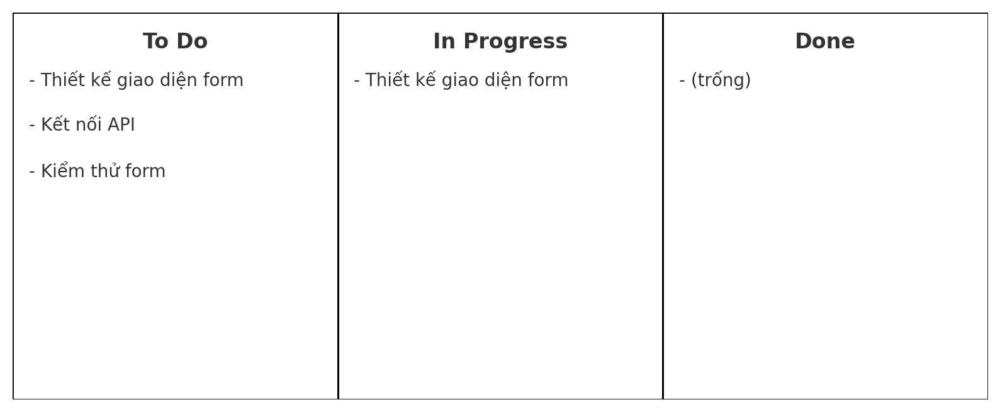 To Do
- Thiết kế giao diện form
- Kết nối API
- Kiểm thử form
In Progress
- Thiết kế giao diện form
Done
- (trống)